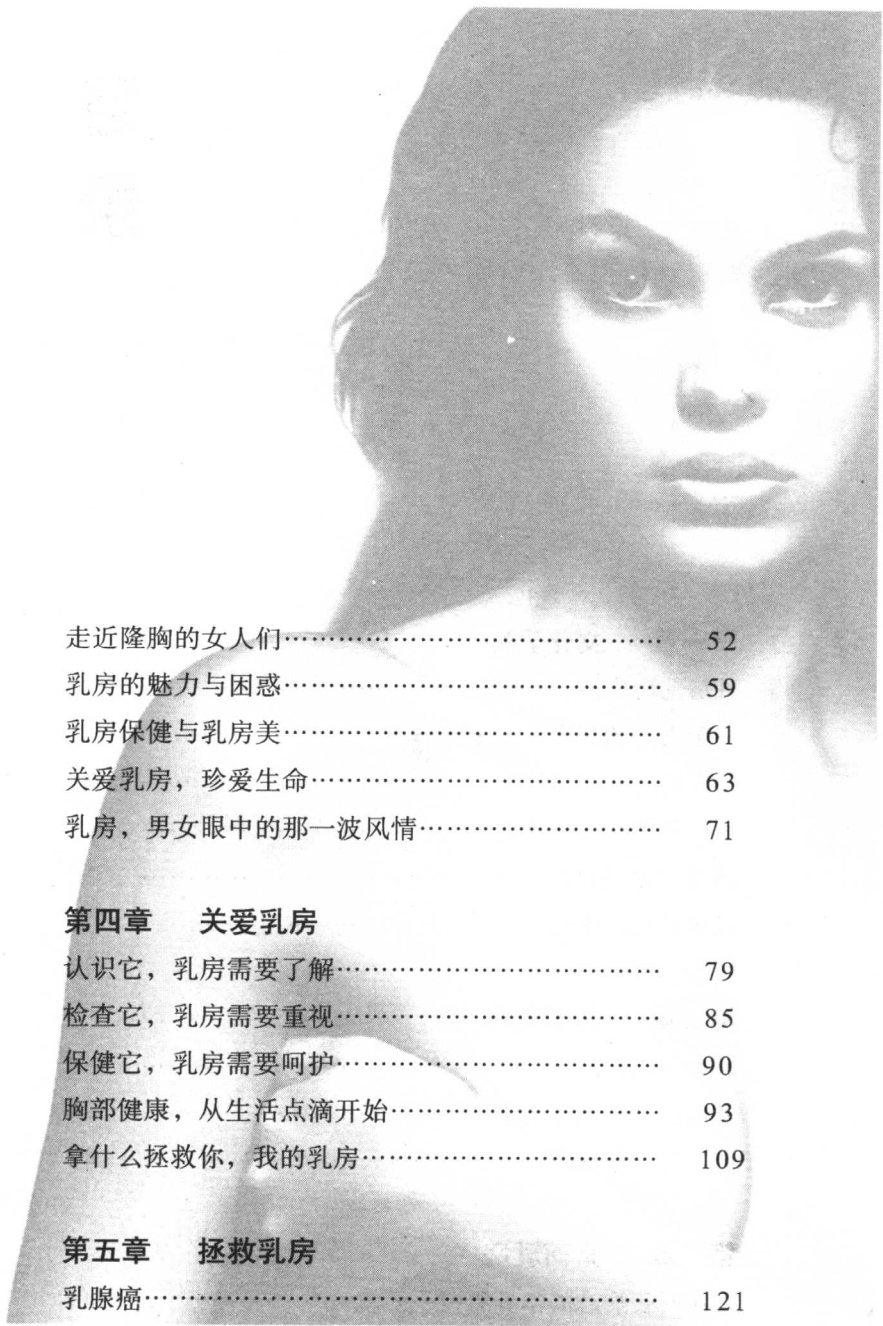 走近隆胸的女人们…………………………………… 52
乳房的魅力与困惑…………………………………… 59
乳房保健与乳房美…………………………………… 61
关爱乳房，珍爱生命………………………………… 63
乳房，男女眼中的那一波风情……………………… 71
第四章 关爱乳房
认识它，乳房需要了解……………………………… 79
检查它，乳房需要重视……………………………… 85
保健它，乳房需要呵护……………………………… 90
胸部健康，从生活点滴开始………………………… 93
拿什么拯救你，我的乳房…………………………… 109
第五章 拯救乳房
乳腺癌………………………………………………… 121